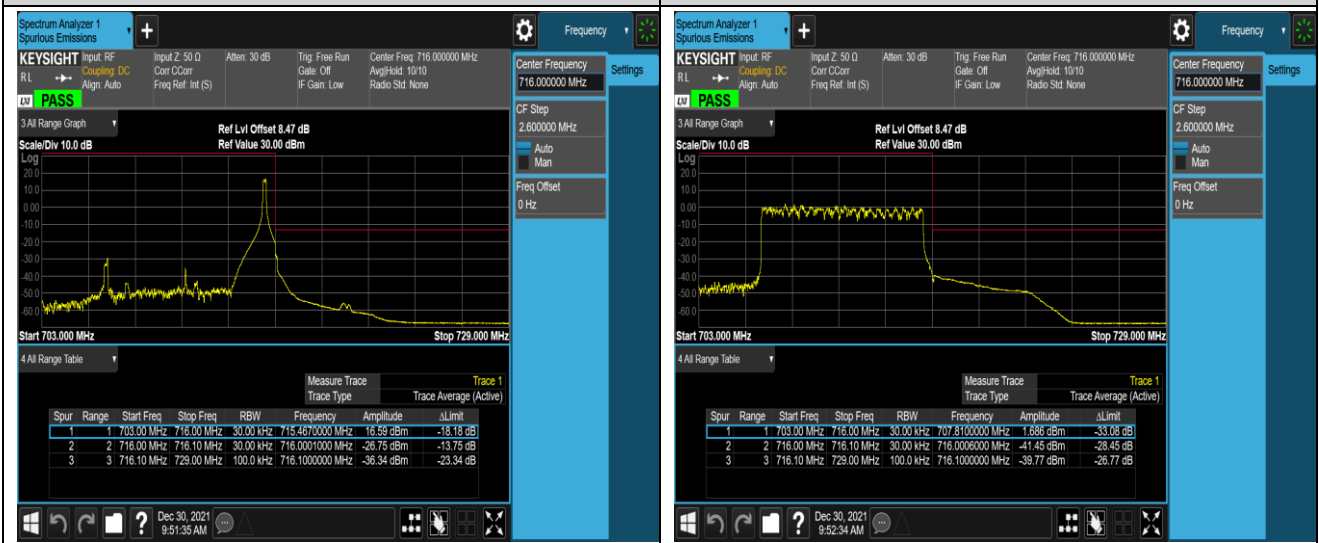 Spectrum Analyzer 1
Spurious Emissions
Frequency
KEYSIGHT
Input: RF
Coupling: DC
Align: Auto
Input Z: 50 Ω
Corr CCorr
Freq Ref: Int (S)
Atten: 30 dB
Trig: Free Run
Gate: Off
IF Gain: Low
Center Freq: 716.000000 MHz
Avg|Hold: 10/10
Radio Std: None
R L
LXI
PASS
Center Frequency
716.000000 MHz
Settings
CF Step
2.600000 MHz
Auto
Man
Freq Offset
0 Hz
3 All Range Graph
Ref Lvl Offset 8.47 dB
Scale/Div 10.0 dB
Ref Value 30.00 dBm
Log
20.0
10.0
0.00
-10.0
-20.0
-30.0
-40.0
-50.0
-60.0
Start 703.000 MHz
Stop 729.000 MHz
4 All Range Table
Measure Trace Trace 1
Trace Type Trace Average (Active)
Spur Range Start Freq Stop Freq RBW Frequency Amplitude ΔLimit
1 1 703.00 MHz 716.00 MHz 30.00 kHz 715.4670000 MHz 16.59 dBm -18.18 dB
2 2 716.00 MHz 716.10 MHz 30.00 kHz 716.0001000 MHz -26.75 dBm -13.75 dB
3 3 716.10 MHz 729.00 MHz 100.0 kHz 716.1000000 MHz -36.34 dBm -23.34 dB
?
Dec 30, 2021
9:51:35 AM
Spectrum Analyzer 1
Spurious Emissions
Frequency
KEYSIGHT
Input: RF
Coupling: DC
Align: Auto
Input Z: 50 Ω
Corr CCorr
Freq Ref: Int (S)
Atten: 30 dB
Trig: Free Run
Gate: Off
IF Gain: Low
Center Freq: 716.000000 MHz
Avg|Hold: 10/10
Radio Std: None
R L
LXI
PASS
Center Frequency
716.000000 MHz
Settings
CF Step
2.600000 MHz
Auto
Man
Freq Offset
0 Hz
3 All Range Graph
Ref Lvl Offset 8.47 dB
Scale/Div 10.0 dB
Ref Value 30.00 dBm
Log
20.0
10.0
0.00
-10.0
-20.0
-30.0
-40.0
-50.0
-60.0
Start 703.000 MHz
Stop 729.000 MHz
4 All Range Table
Measure Trace Trace 1
Trace Type Trace Average (Active)
Spur Range Start Freq Stop Freq RBW Frequency Amplitude ΔLimit
1 1 703.00 MHz 716.00 MHz 30.00 kHz 707.8100000 MHz 1.686 dBm -33.08 dB
2 2 716.00 MHz 716.10 MHz 30.00 kHz 716.0006000 MHz -41.45 dBm -28.45 dB
3 3 716.10 MHz 729.00 MHz 100.0 kHz 716.1000000 MHz -39.77 dBm -26.77 dB
?
Dec 30, 2021
9:52:34 AM